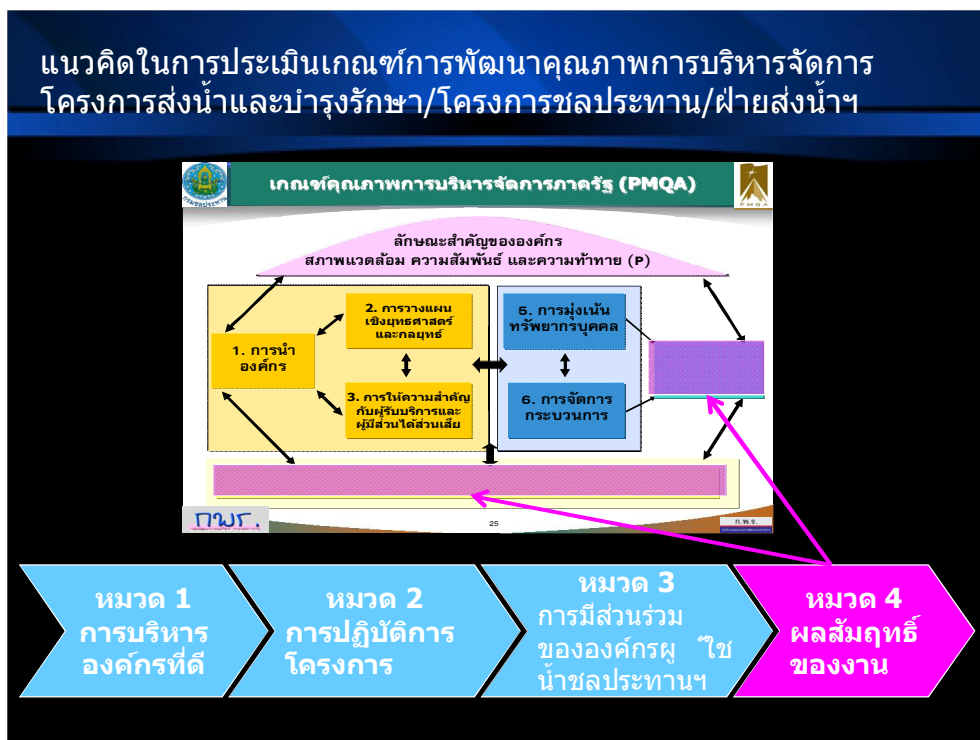 แนวคิดในการประเมินเกณฑ์การพัฒนาคุณภาพการบริหารจัดการ
โครงการส่งน้ำและบำรุงรักษา/โครงการชลประทาน/ฝ่ายส่งน้ำฯ
กรมชลประทาน
เกณฑ์คุณภาพการบริหารจัดการภาครัฐ (PMQA)
PMQA
ลักษณะสำคัญขององค์กร
สภาพแวดล้อม ความสัมพันธ์ และความท้าทาย (P)
2. การวางแผน
เชิงยุทธศาสตร์
และกลยุทธ์
5. การมุ่งเน้น
ทรัพยากรบุคคล
1. การนำ
องค์กร
3. การให้ความสำคัญ
กับผู้รับบริการและ
ผู้มีส่วนได้ส่วนเสีย
6. การจัดการ
กระบวนการ
กพร.
25
ก.พ.ร.
หมวด 1
การบริหาร
องค์กรที่ดี
หมวด 2
การปฏิบัติการ
โครงการ
หมวด 3
การมีส่วนร่วม
ขององค์กรผู ้ใช
น้าชลประทานฯ
หมวด 4
ผลสัมฤทธิ์
ของงาน